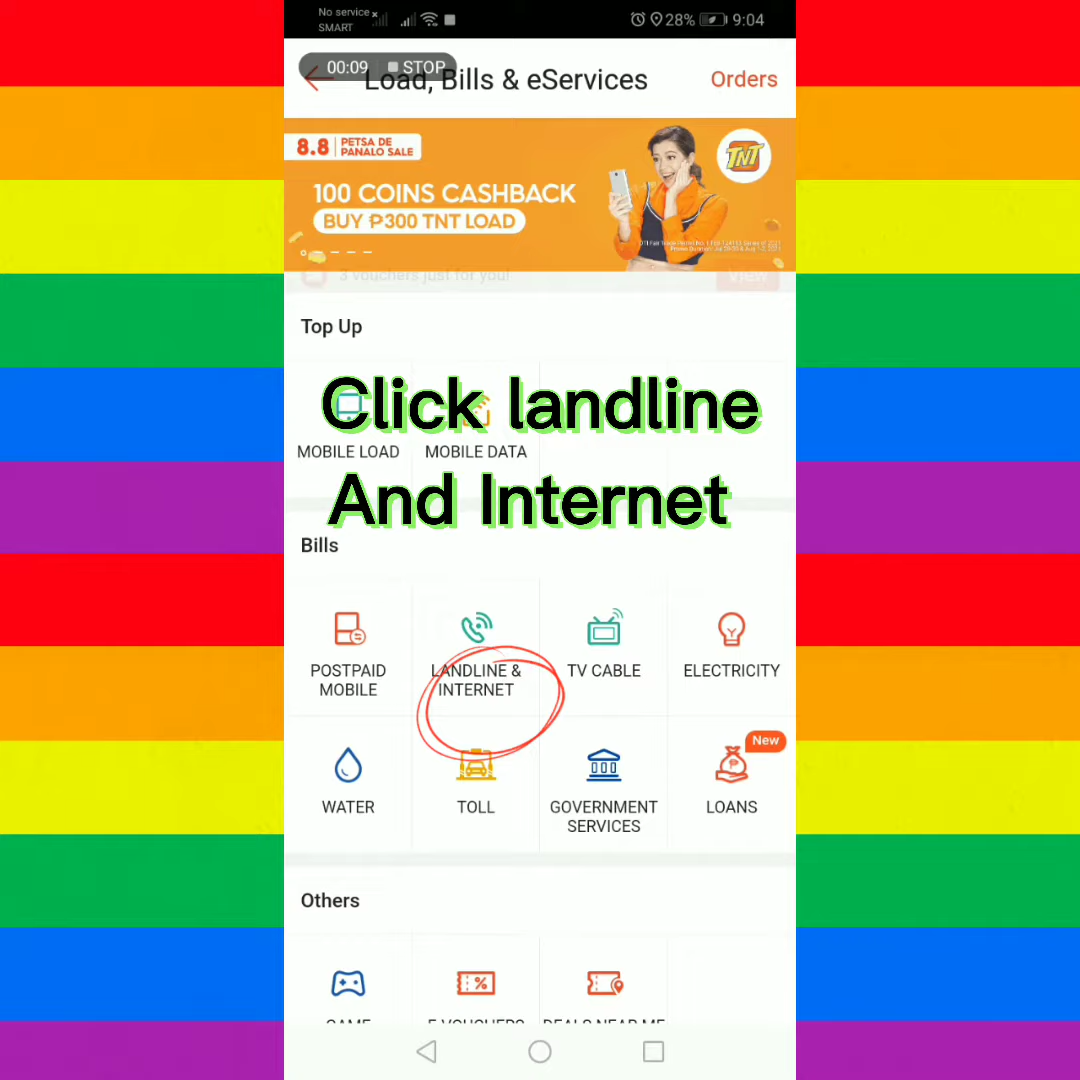 No service
SMART
28% 9:04
00:09 STOP
Load, Bills & eServices
Orders
8.8 PETSA DE
PANALO SALE
TNT
100 COINS CASHBACK
BUY ₱300 TNT LOAD
3 vouchers just for you!
View
Top Up
Click landline
MOBILE LOAD
MOBILE DATA
And Internet
Bills
POSTPAID
MOBILE
LANDLINE &
INTERNET
TV CABLE
ELECTRICITY
New
WATER
TOLL
GOVERNMENT
SERVICES
LOANS
Others
GAME
E-VOUCHERS
DEALS NEAR ME